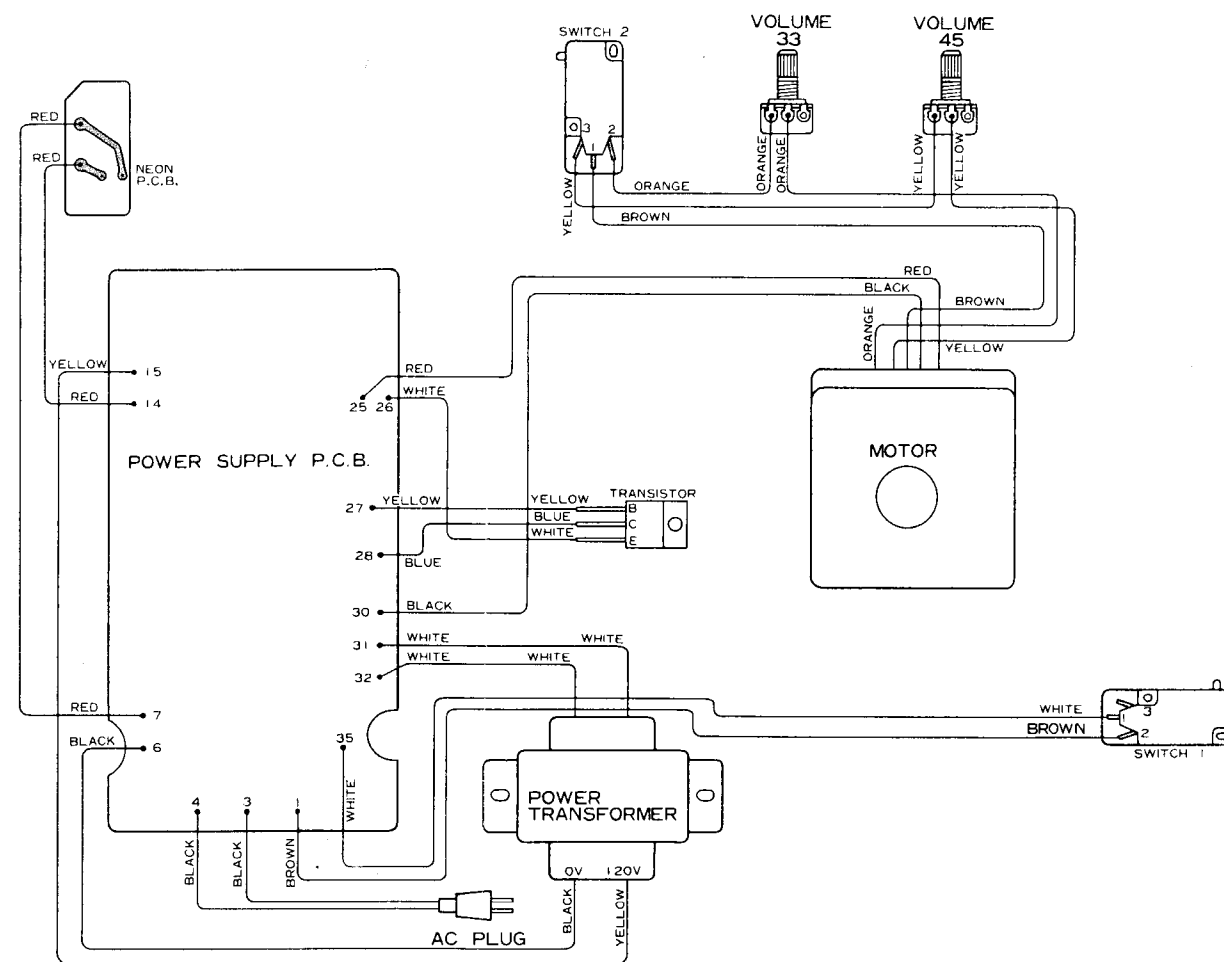 SWITCH 2
VOLUME
33
VOLUME
45
RED
RED
NEON
P.C.B.
3
2
1
ORANGE
YELLOW
BROWN
ORANGE
ORANGE
YELLOW
YELLOW
RED
BLACK
BROWN
ORANGE
YELLOW
YELLOW
15
RED
14
RED
25
26
WHITE
POWER SUPPLY P.C.B.
MOTOR
27
YELLOW
YELLOW
TRANSISTOR
B
BLUE
C
WHITE
E
28
BLUE
30
BLACK
31
WHITE
WHITE
32
WHITE
WHITE
RED
7
BLACK
6
35
WHITE
WHITE
BROWN
3
1
2
SWITCH 1
POWER
TRANSFORMER
4
3
1
BLACK
BLACK
BROWN
0V
120V
BLACK
YELLOW
AC PLUG